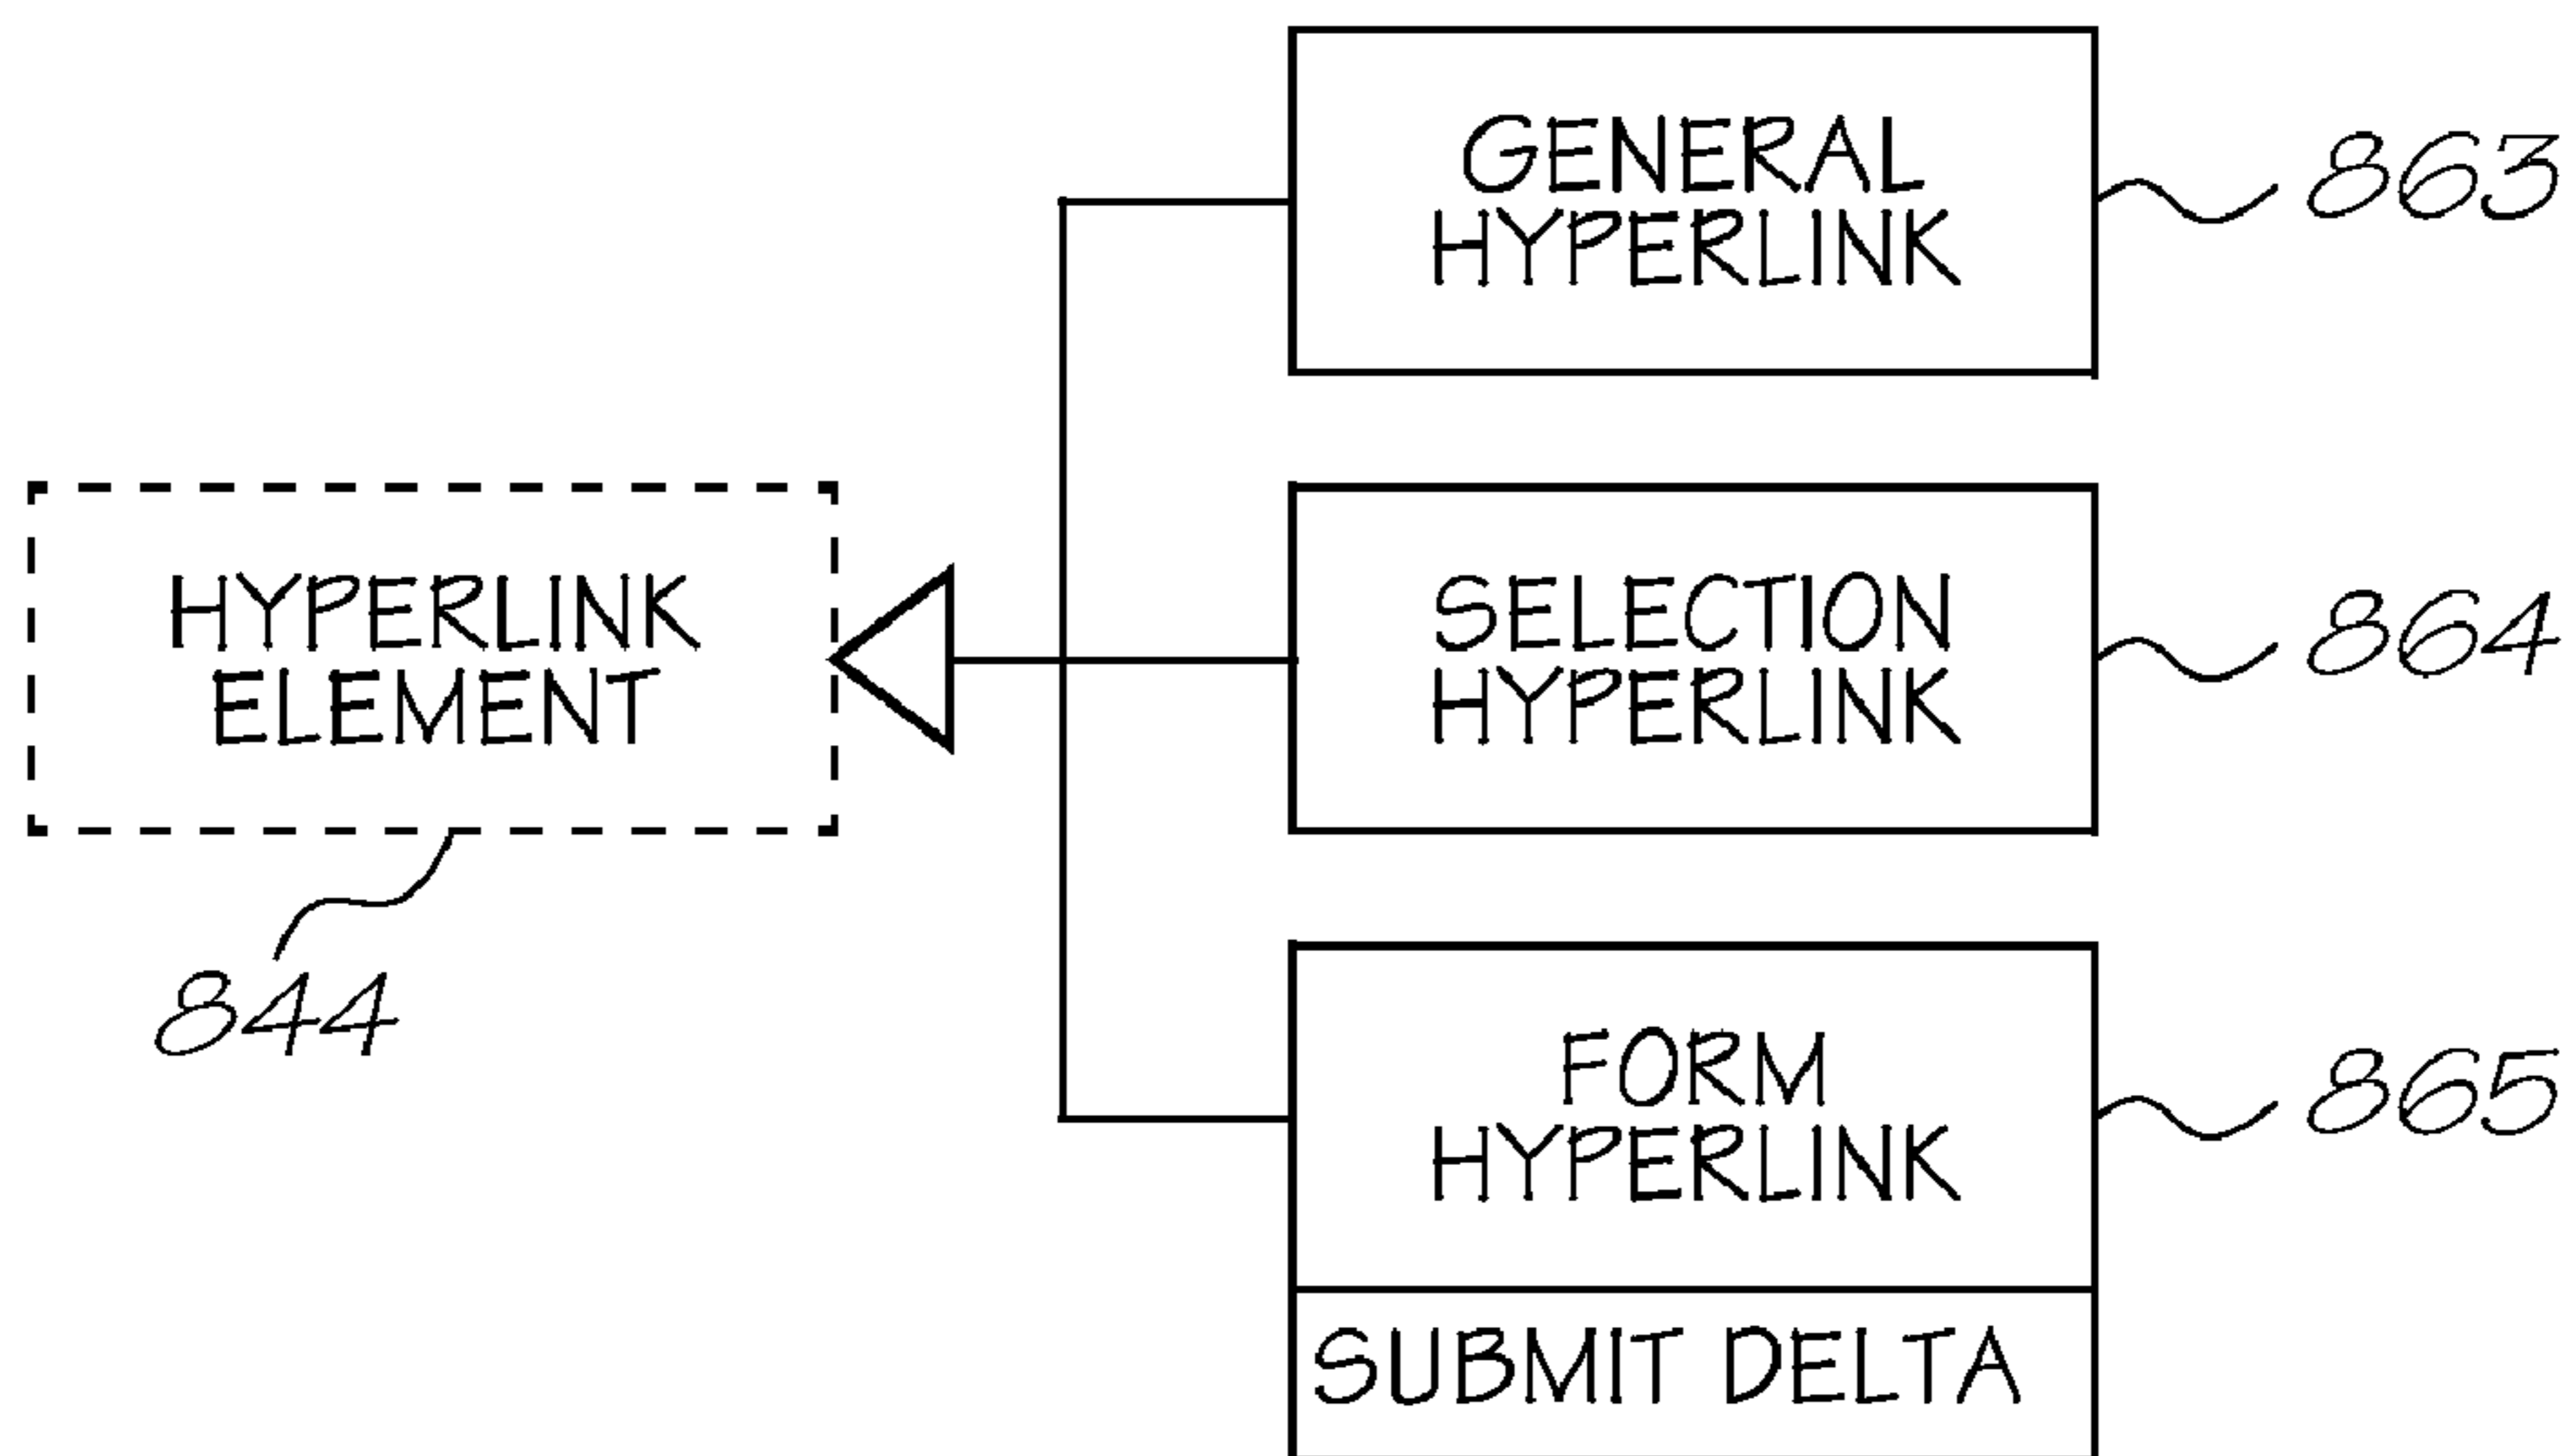 GENERAL
HYPERLINK
863
HYPERLINK
ELEMENT
844
SELECTION
HYPERLINK
864
FORM
HYPERLINK
865
SUBMIT DELTA